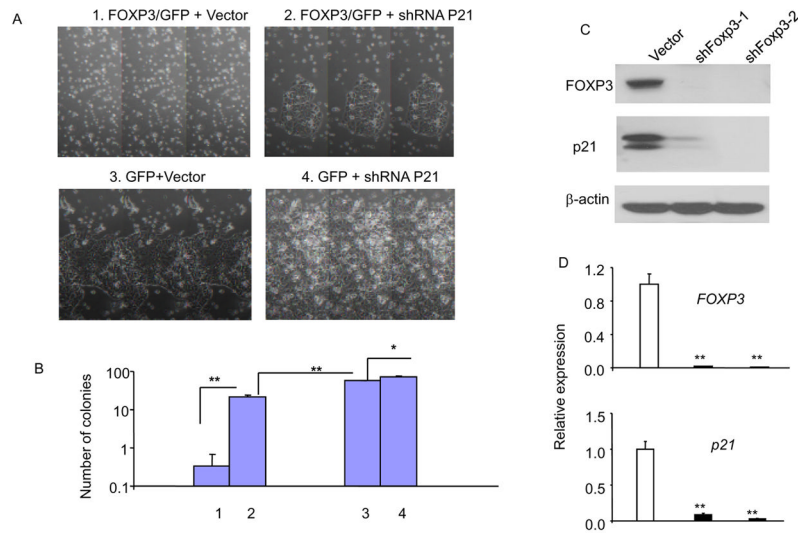 A
1. FOXP3/GFP + Vector
2. FOXP3/GFP + shRNA P21
3. GFP+Vector
4. GFP + shRNA P21
B
Number of colonies
100
10
1
0.1
**
**
*
1 2 3 4
C
Vector
shFoxp3-1
shFoxp3-2
FOXP3
p21
β-actin
D
Relative expression
1.2
0.8
0.4
0.0
FOXP3
** **
1.5
1.0
0.5
0.0
p21
** **